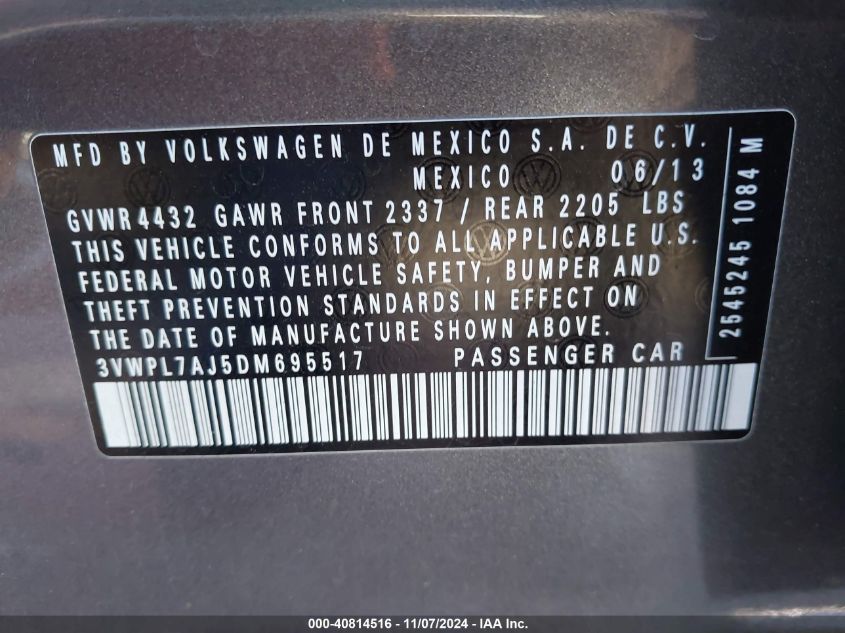 MFD BY VOLKSWAGEN DE MEXICO S.A. DE C.V.
MEXICO 06/13
GVWR 4432 GAWR FRONT 2337 / REAR 2205 LBS
THIS VEHICLE CONFORMS TO ALL APPLICABLE U.S.
FEDERAL MOTOR VEHICLE SAFETY, BUMPER AND
THEFT PREVENTION STANDARDS IN EFFECT ON
THE DATE OF MANUFACTURE SHOWN ABOVE.
3VWPL7AJ5DM695517 PASSENGER CAR
2545245 1084 M
000-40814516 - 11/07/2024 - IAA Inc.